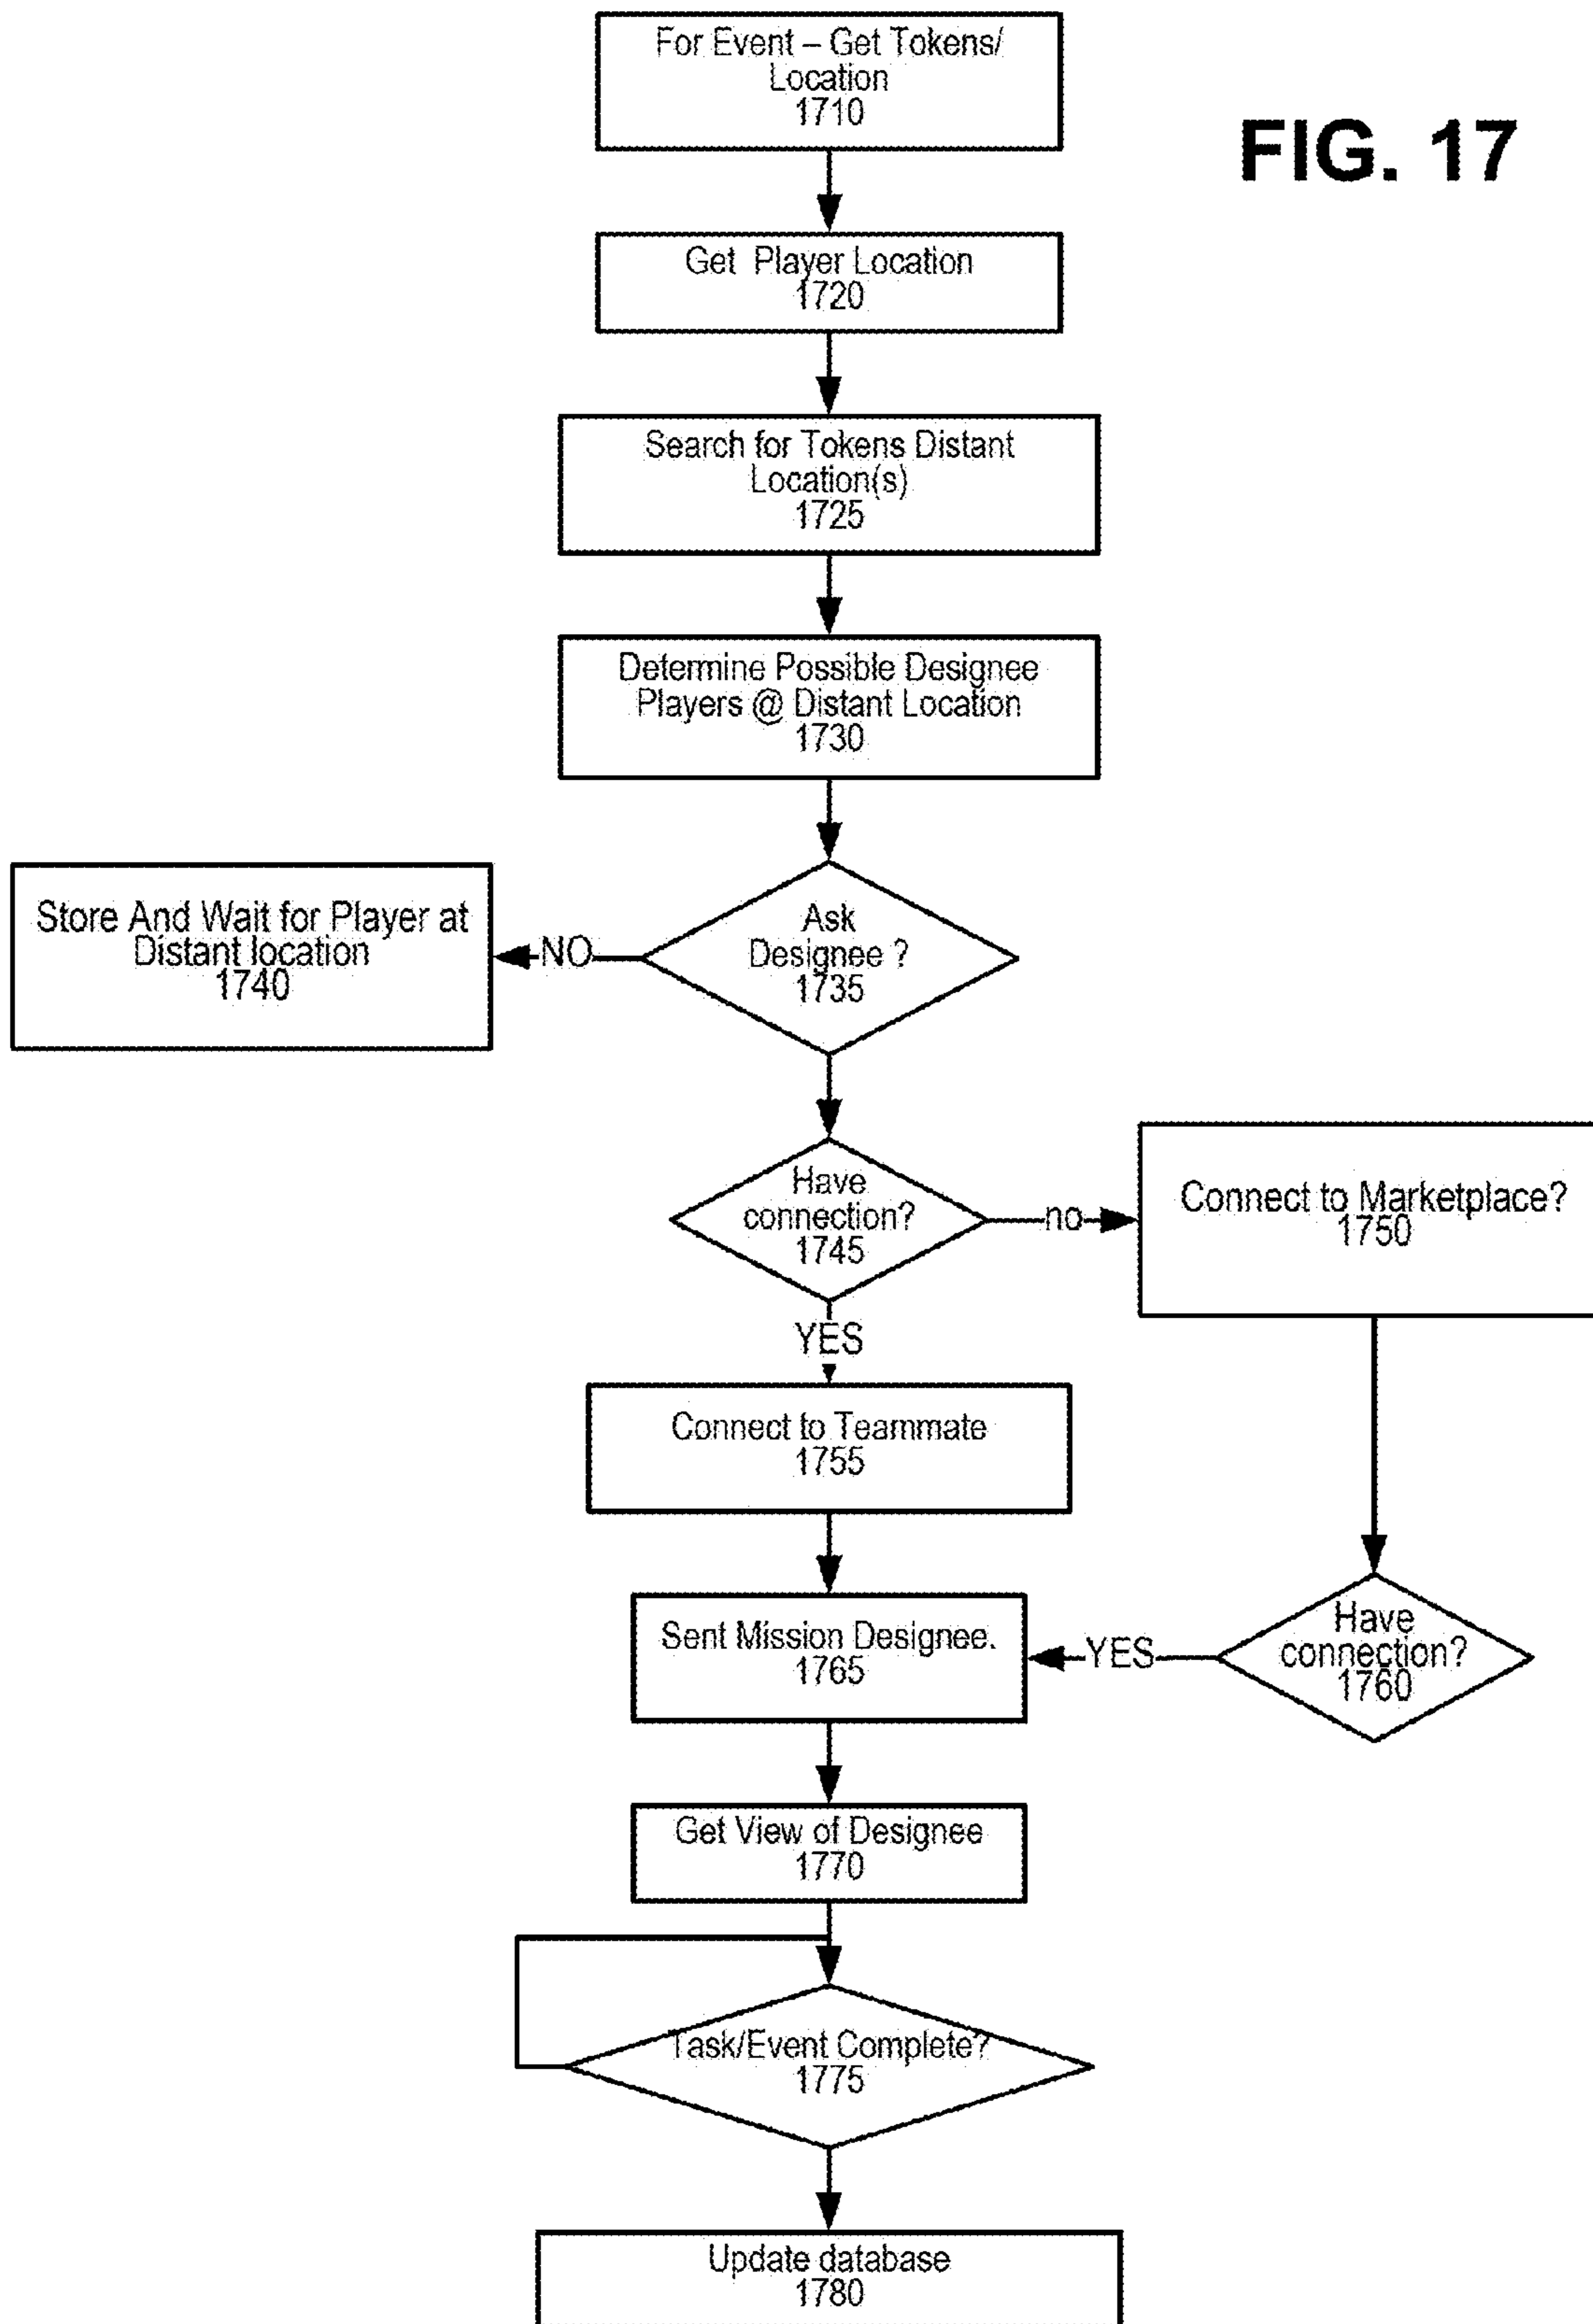 For Event – Get Tokens/
Location
1710
FIG. 17
Get Player Location
1720
Search for Tokens Distant
Location(s)
1725
Determine Possible Designee
Players @ Distant Location
1730
Ask
Designee ?
1735
NO
Store And Wait for Player at
Distant location
1740
Have
connection?
1745
no
Connect to Marketplace?
1750
YES
Connect to Teammate
1755
Sent Mission Designee.
1765
YES
Have
connection?
1760
Get View of Designee
1770
Task/Event Complete?
1775
Update database
1780